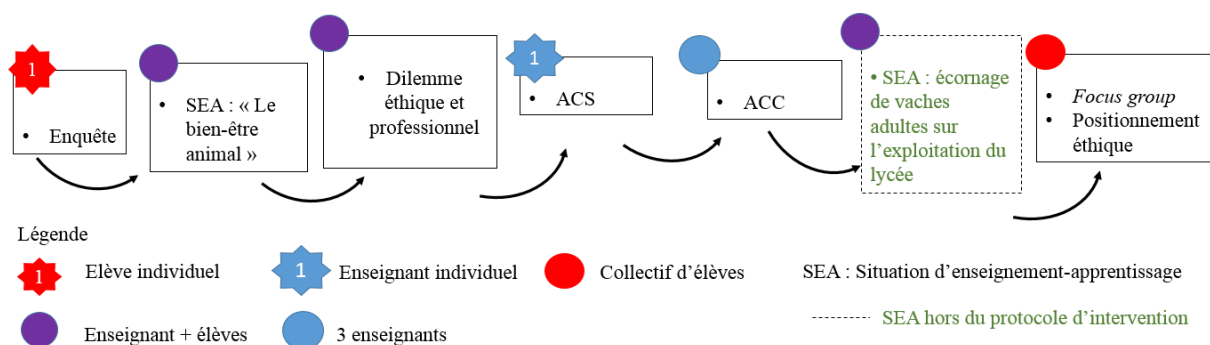 1
• Enquête
• SEA : « Le
bien-être
animal »
• Dilemme
éthique et
professionnel
1
• ACS
• ACC
• SEA : écornage
de vaches
adultes sur
l’exploitation du
lycée
• Focus group
• Positionnement
éthique
Légende
1 Elève individuel
1 Enseignant individuel
Collectif d’élèves
SEA : Situation d’enseignement-apprentissage
Enseignant + élèves
3 enseignants
SEA hors du protocole d’intervention